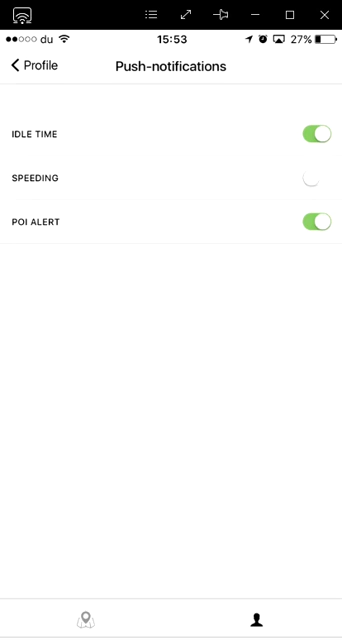 du 15:53 27%
Profile Push-notifications
IDLE TIME
SPEEDING
POI ALERT